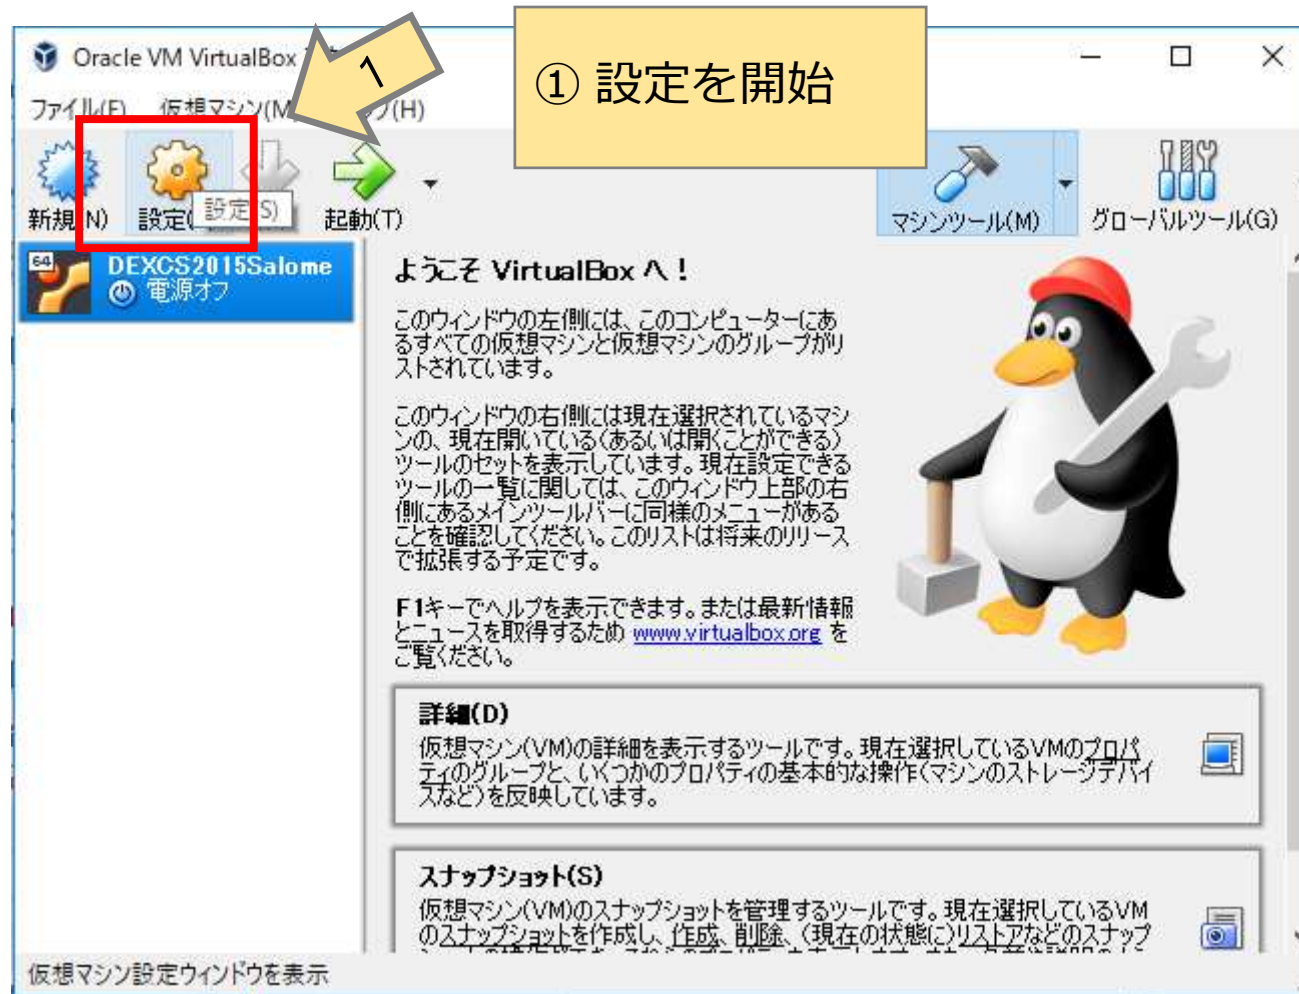 Oracle VM VirtualBox
1
① 設定を開始
ファイル(F) 仮想マシン(M) プ(H)
新規(N) 設定( 設定(S) 起動(T) マシンツール(M) グローバルツール(G)
64
DEXCS2015Salome
電源オフ
ようこそ VirtualBox へ！
このウィンドウの左側には、このコンピューターにあ
るすべての仮想マシンと仮想マシンのグループがリ
ストされています。
このウィンドウの右側には現在選択されているマシ
ンの、現在開いている(あるいは開くことができる)
ツールのセットを表示しています。現在設定できる
ツールの一覧に関しては、このウィンドウ上部の右
側にあるメインツールバーに同様のメニューがある
ことを確認してください。このリストは将来のリリース
で拡張する予定です。
F1キーでヘルプを表示できます。または最新情報
とニュースを取得するため www.virtualbox.org を
ご覧ください。
詳細(D)
仮想マシン(VM)の詳細を表示するツールです。現在選択しているVMのプロパ
ティのグループと、いくつかのプロパティの基本的な操作(マシンのストレージデバイ
スなど)を反映しています。
スナップショット(S)
仮想マシン(VM)のスナップショットを管理するツールです。現在選択しているVM
のスナップショットを作成し、作成、削除、(現在の状態に)リストアなどのスナップ
仮想マシン設定ウィンドウを表示